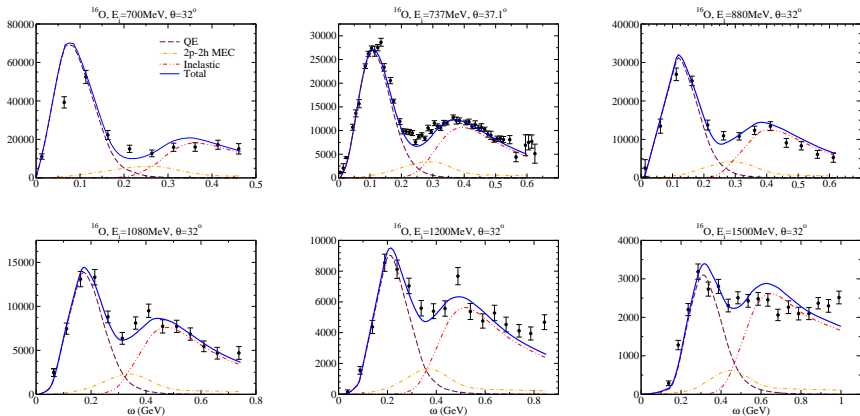 ¹⁶O, Eᵢ=700MeV, θ=32°
80000
60000
40000
20000
0
0 0.1 0.2 0.3 0.4 0.5
QE
2p-2h MEC
Inelastic
Total
¹⁶O, Eᵢ=737MeV, θ=37.1°
30000
25000
20000
15000
10000
5000
0
0 0.1 0.2 0.3 0.4 0.5 0.6
¹⁶O, Eᵢ=880MeV, θ=32°
40000
30000
20000
10000
0
0 0.1 0.2 0.3 0.4 0.5 0.6
¹⁶O, Eᵢ=1080MeV, θ=32°
15000
10000
5000
0
0 0.2 0.4 0.6 0.8
ω (GeV)
¹⁶O, Eᵢ=1200MeV, θ=32°
10000
8000
6000
4000
2000
0
0 0.2 0.4 0.6 0.8
ω (GeV)
¹⁶O, Eᵢ=1500MeV, θ=32°
4000
3000
2000
1000
0
0 0.2 0.4 0.6 0.8 1
ω (GeV)